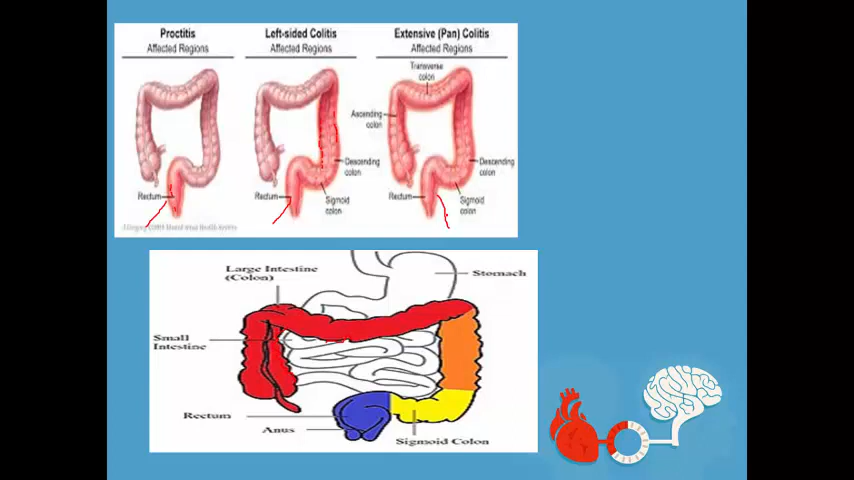 Proctitis
Affected Regions
Left-sided Colitis
Affected Regions
Extensive (Pan) Colitis
Affected Regions
Transverse
colon
Ascending
colon
Descending
colon
Descending
colon
Rectum
Rectum
Sigmoid
colon
Rectum
Sigmoid
colon
Large Intestine
(Colon)
Stomach
Small
Intestine
Rectum
Anus
Sigmoid Colon